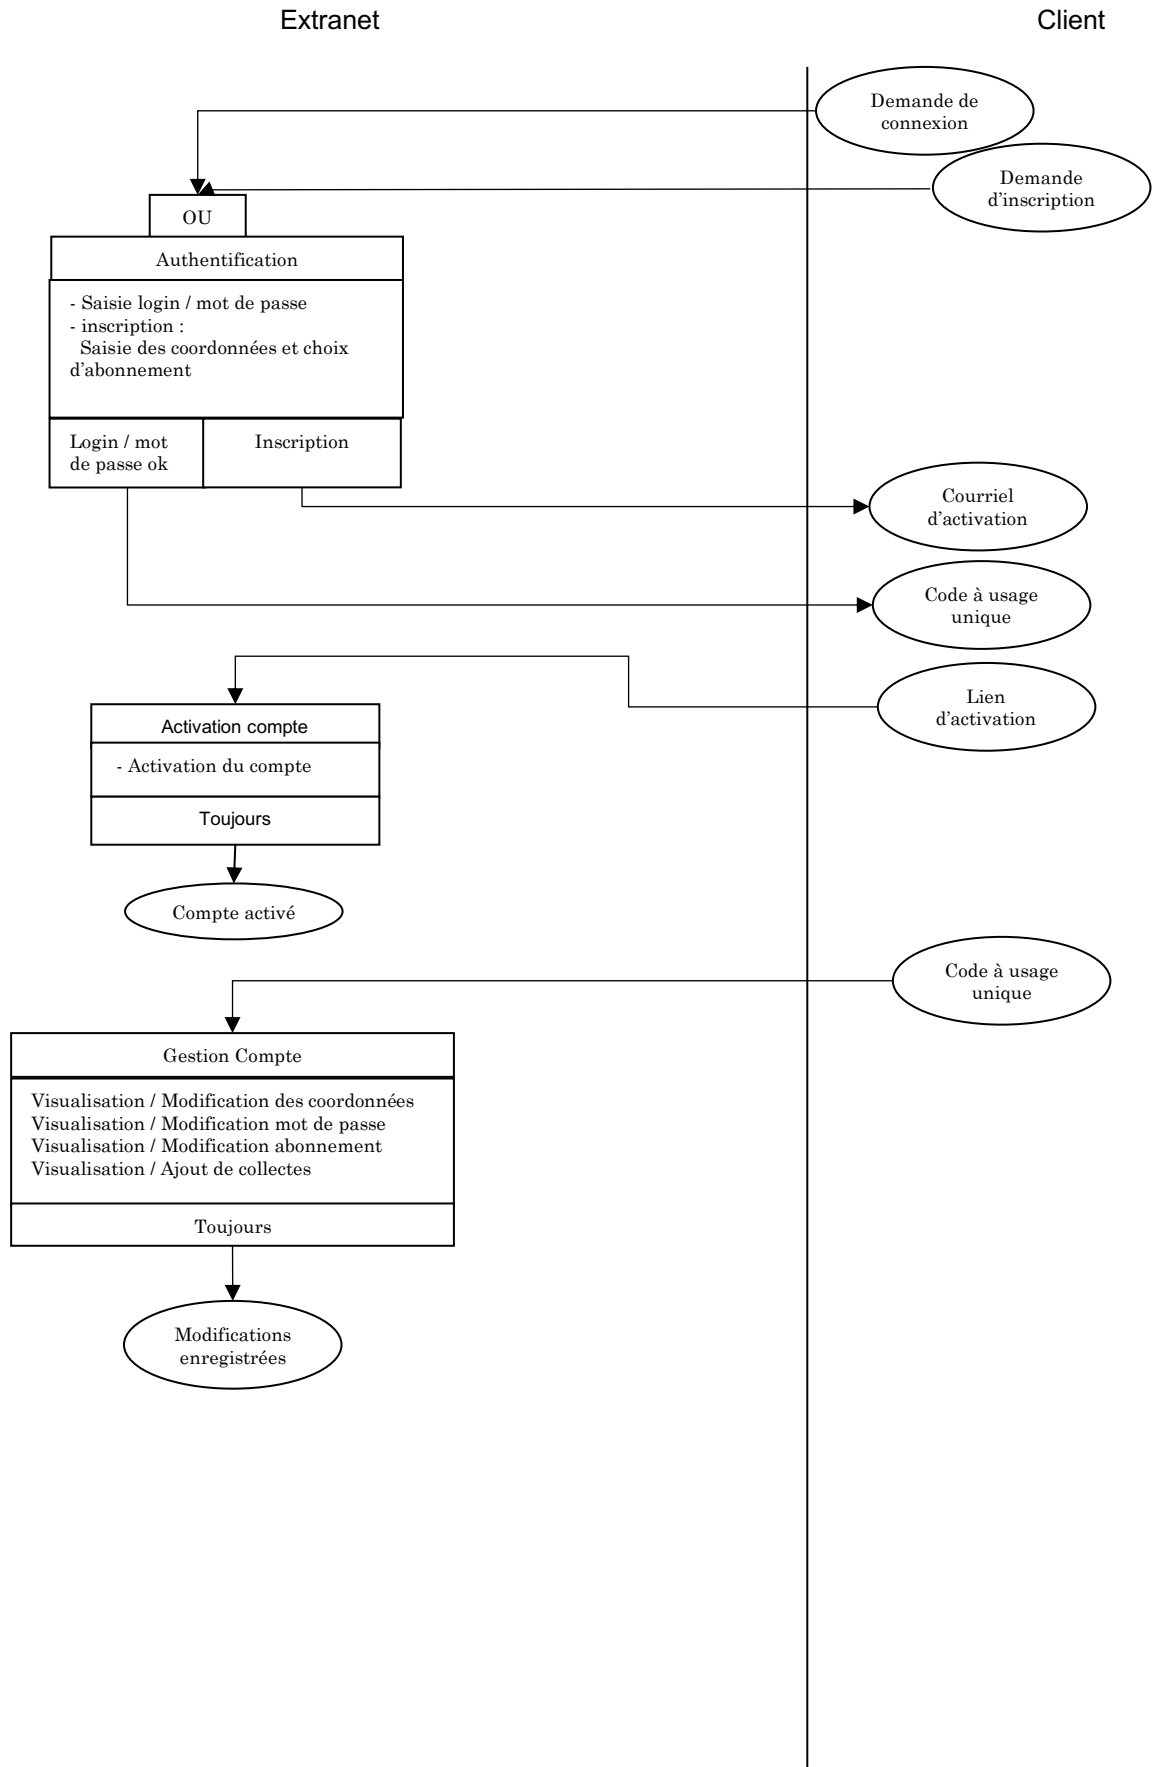 Extranet
Client
Demande de
connexion
Demande
d'inscription
OU
Authentification
- Saisie login / mot de passe
- inscription :
Saisie des coordonnées et choix
d'abonnement
Login / mot
de passe ok
Inscription
Courriel
d'activation
Code à usage
unique
Lien
d'activation
Activation compte
- Activation du compte
Toujours
Compte activé
Code à usage
unique
Gestion Compte
Visualisation / Modification des coordonnées
Visualisation / Modification mot de passe
Visualisation / Modification abonnement
Visualisation / Ajout de collectes
Toujours
Modifications
enregistrées